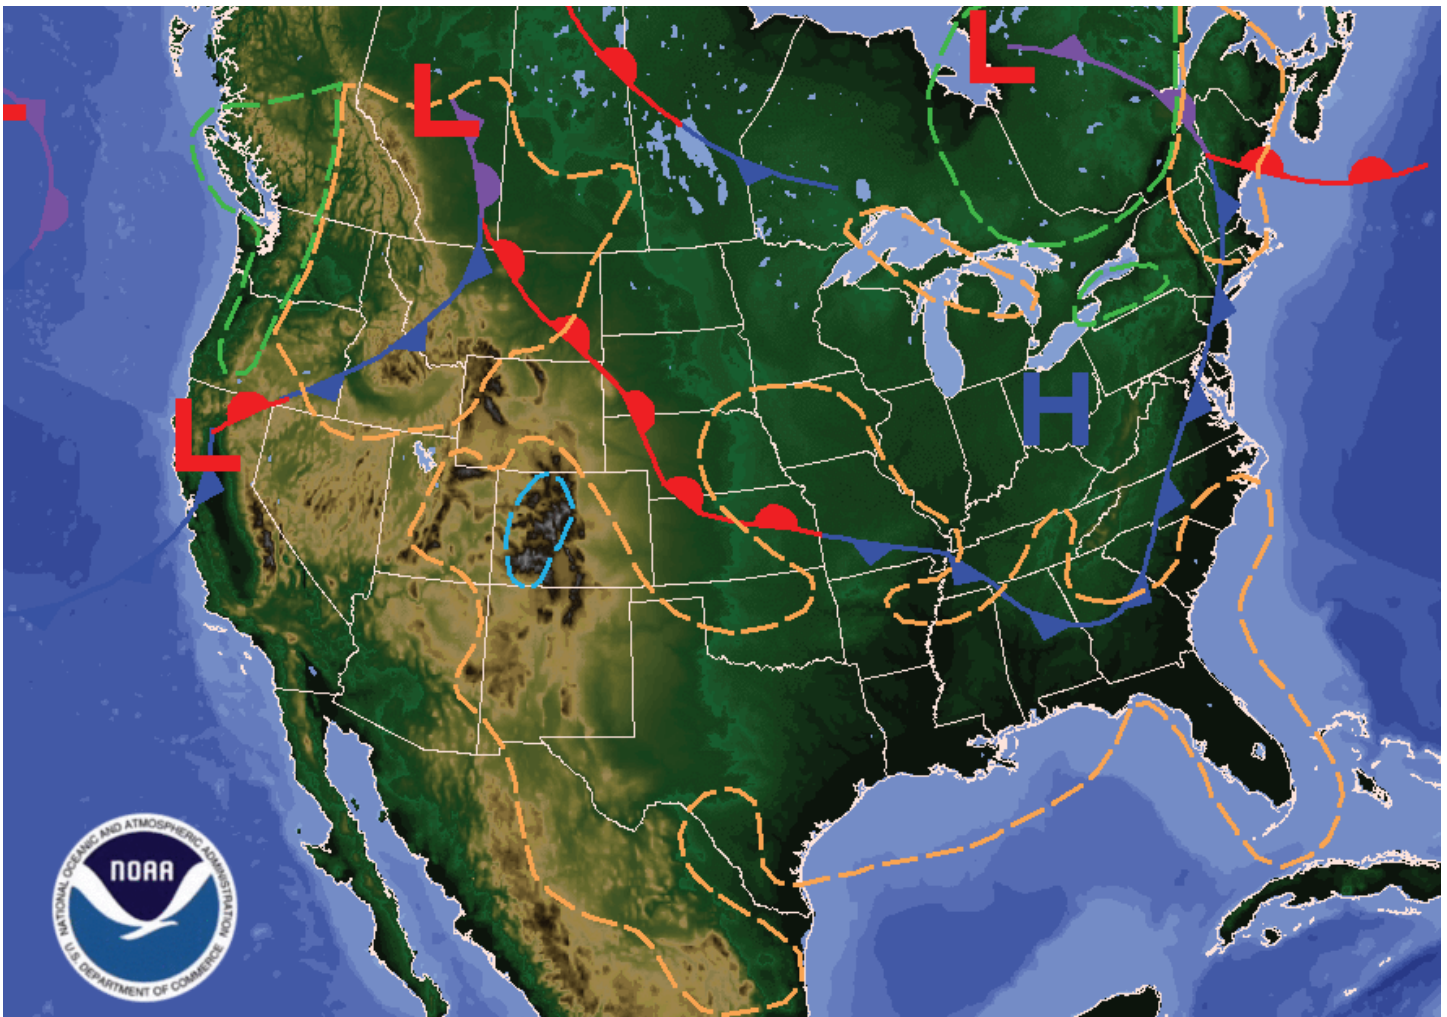 L
L
L
L
H
NATIONAL OCEANIC AND ATMOSPHERIC ADMINISTRATION
NOAA
U.S. DEPARTMENT OF COMMERCE